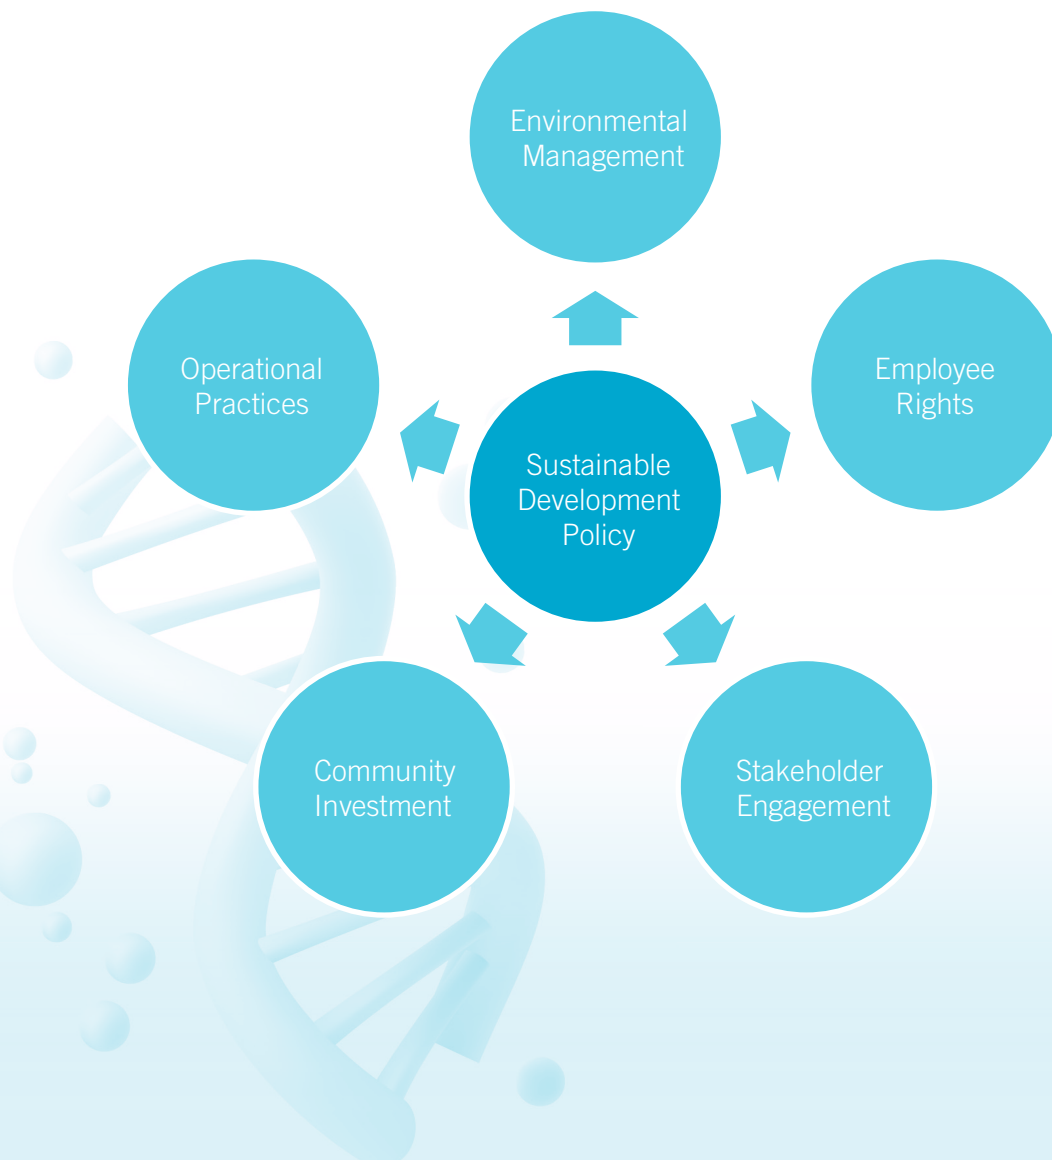 Environmental
Management
Operational
Practices
Employee
Rights
Sustainable
Development
Policy
Community
Investment
Stakeholder
Engagement